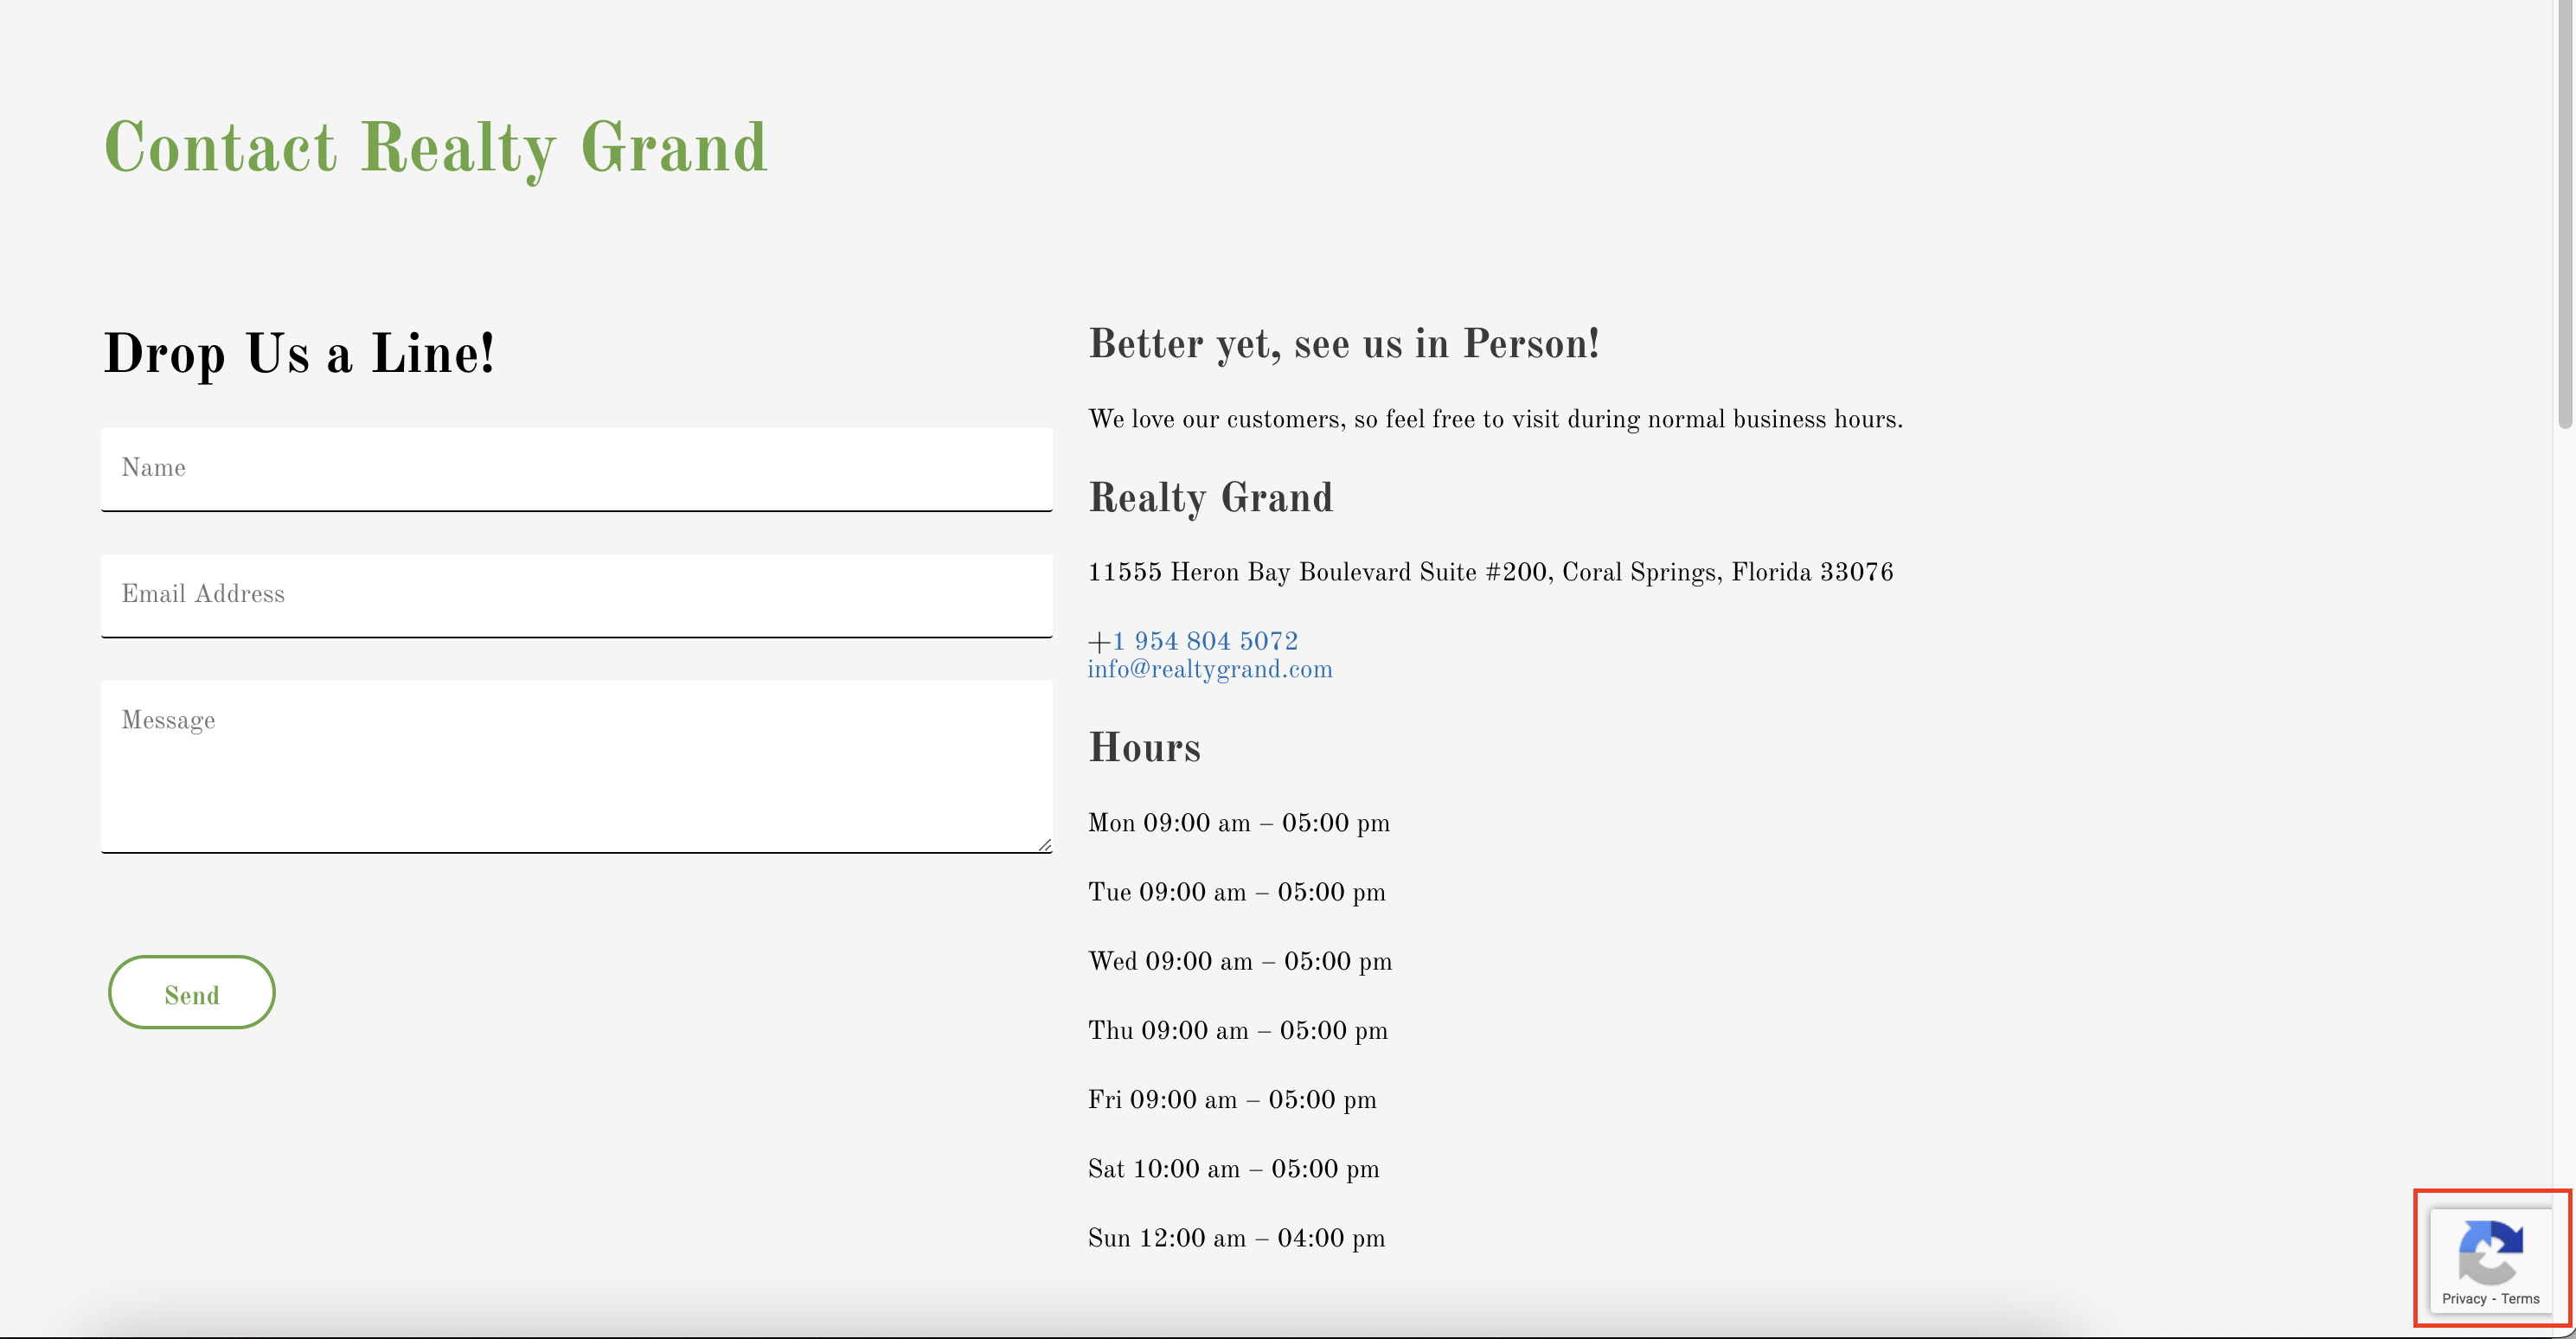 Contact Realty Grand
Drop Us a Line!
Name
Email Address
Message
Send
Better yet, see us in Person!
We love our customers, so feel free to visit during normal business hours.
Realty Grand
11555 Heron Bay Boulevard Suite #200, Coral Springs, Florida 33076
+1 954 804 5072
info@realtygrand.com
Hours
Mon 09:00 am – 05:00 pm
Tue 09:00 am – 05:00 pm
Wed 09:00 am – 05:00 pm
Thu 09:00 am – 05:00 pm
Fri 09:00 am – 05:00 pm
Sat 10:00 am – 05:00 pm
Sun 12:00 am – 04:00 pm
Privacy - Terms